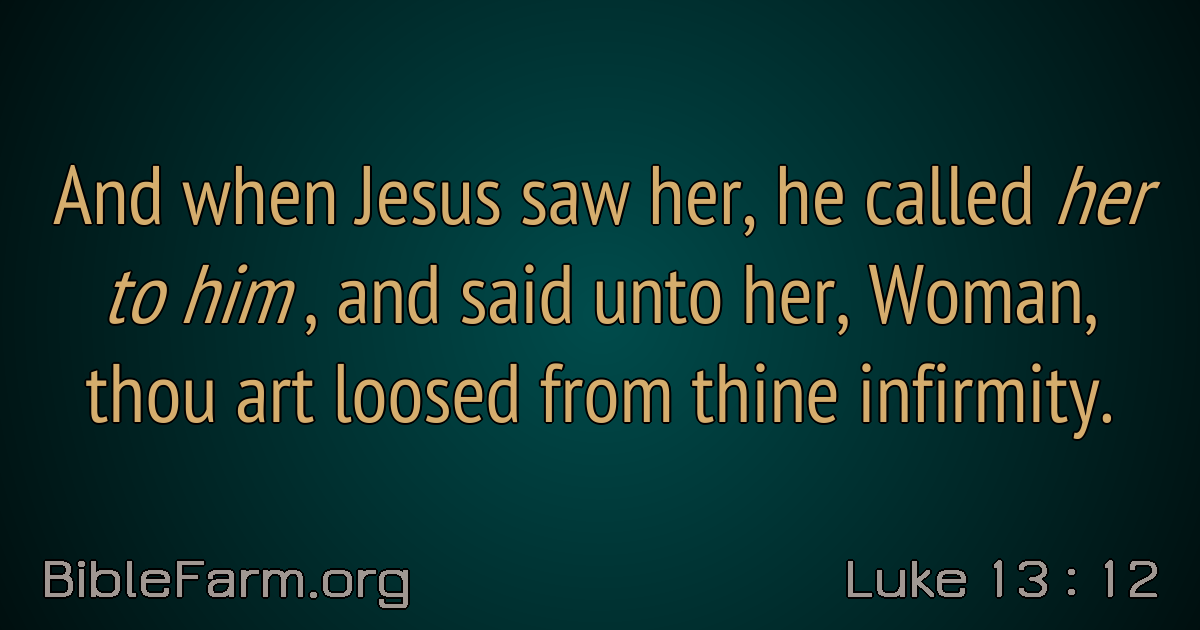 And when Jesus saw her, he called her
to him , and said unto her, Woman,
thou art loosed from thine infirmity.
BibleFarm.org
Luke 13 : 12